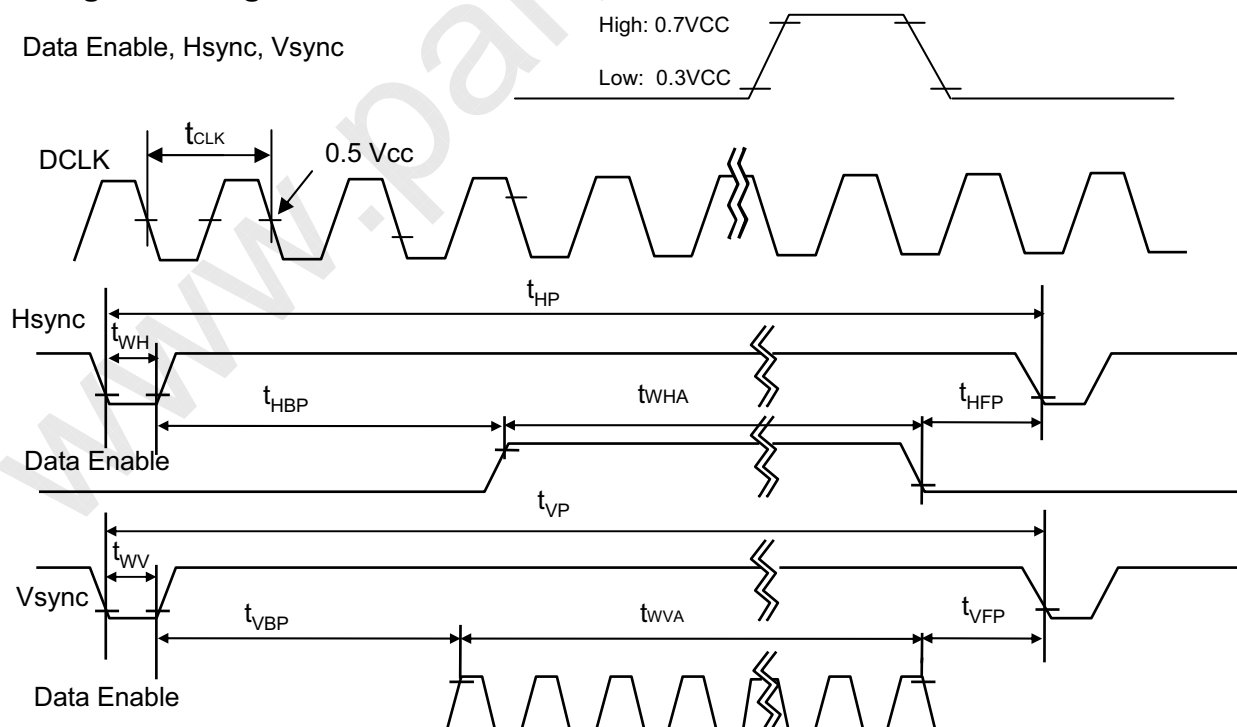 Data Enable, Hsync, Vsync
High: 0.7VCC
Low: 0.3VCC
tCLK
DCLK
0.5 Vcc
tHP
Hsync
tWH
tHBP
tWHA
tHFP
Data Enable
tVP
tWV
Vsync
tVBP
tWVA
tVFP
Data Enable